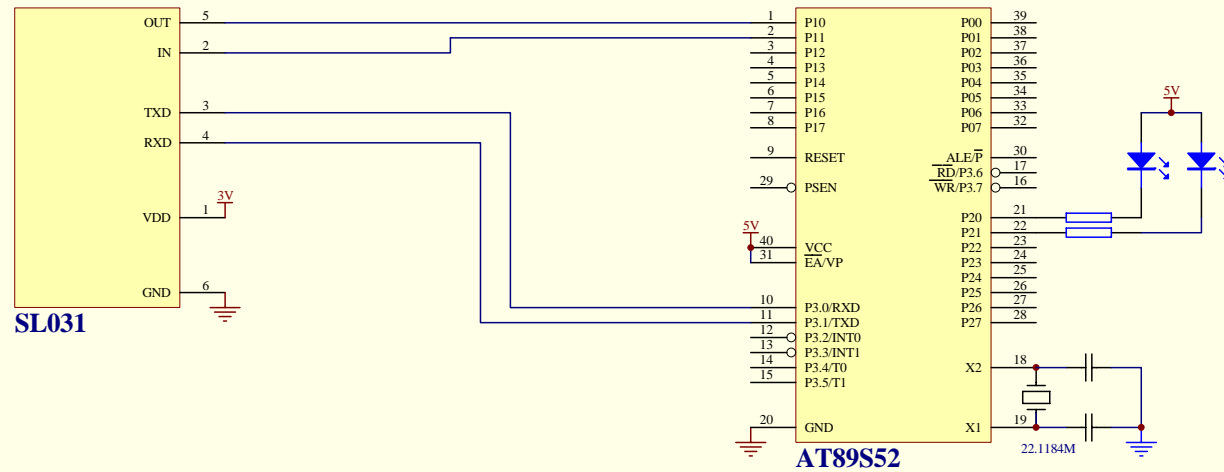 OUT 5
IN 2
TXD 3
RXD 4
3V
VDD 1
GND 6
SL031
1 P10 P00 39
2 P11 P01 38
3 P12 P02 37
4 P13 P03 36
5 P14 P04 35
6 P15 P05 34
7 P16 P06 33
8 P17 P07 32
5V
9 RESET ALE/P 30
RD/P3.6 17
29 PSEN WR/P3.7 16
P20 21
P21 22
5V
40 VCC P22 23
31 EA/VP P23 24
P24 25
P25 26
10 P3.0/RXD P26 27
11 P3.1/TXD P27 28
12 P3.2/INT0
13 P3.3/INT1
14 P3.4/T0 X2 18
15 P3.5/T1
20 GND X1 19
22.1184M
AT89S52